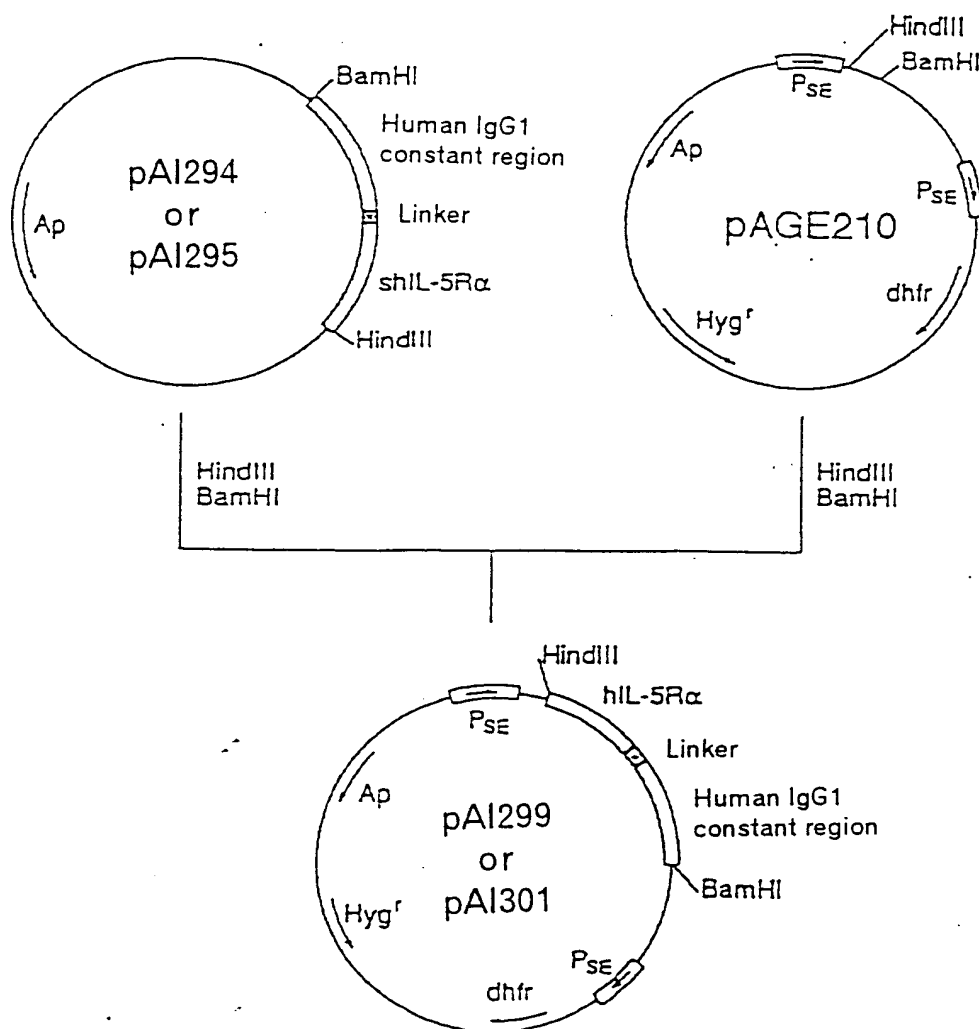 BamHI
Human IgG1
constant region
pAI294
or
pAI295
Ap
Linker
shIL-5Rα
HindIII
HindIII
BamHI
PSE
Ap
PSE
pAGE210
dhfr
Hygr
HindIII
BamHI
HindIII
BamHI
HindIII
hIL-5Rα
PSE
Linker
Ap
Human IgG1
constant region
pAI299
or
pAI301
BamHI
Hygr
PSE
dhfr